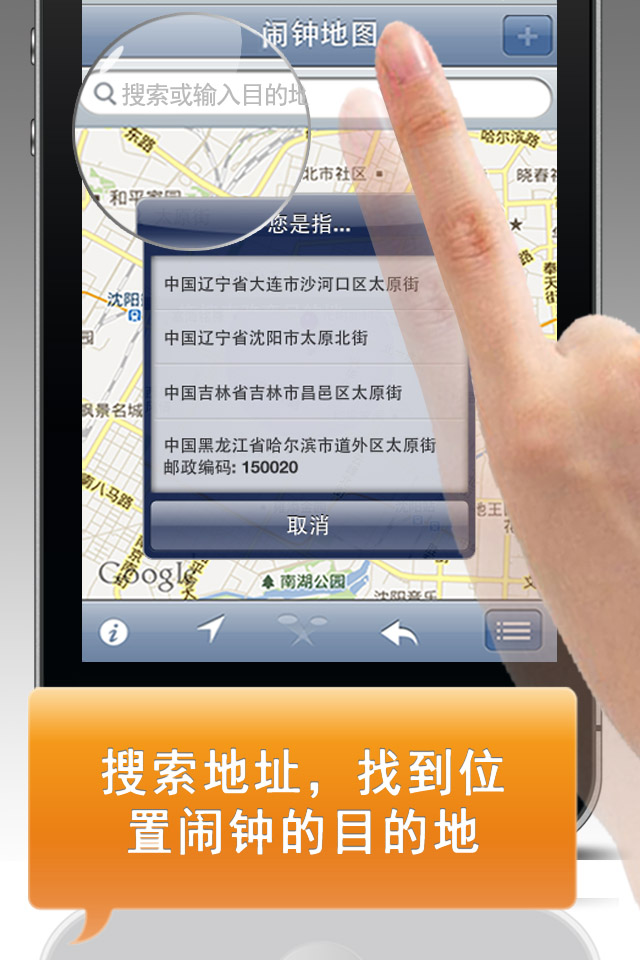 闹钟地图
搜索或输入目的地
东路
哈尔滨路
北市社区
晓春
和平家园
您是指...
奉天街
沈阳
中国辽宁省大连市沙河口区太原街
中国辽宁省沈阳市太原北街
中国吉林省吉林市昌邑区太原街
风景名城
中国黑龙江省哈尔滨市道外区太原街
邮政编码: 150020
南八马路
地王
取消
Google
南湖公园
沈阳音乐
搜索地址，找到位
置闹钟的目的地